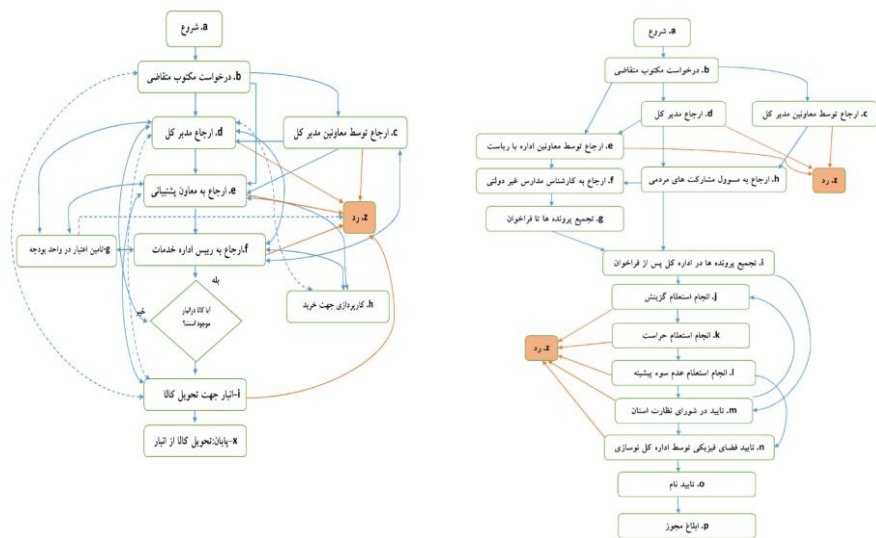 a. شروع
b. درخواست مکتوب متقاضی
d. ارجاع مدیر کل
c. ارجاع توسط معاونین مدیر کل
e. ارجاع به معاون پشتیبانی
z. رد
g-تامین اعتبار در واحد بودجه
f. ارجاع به رییس اداره خدمات
بله
h. کارپردازی جهت خرید
خیر
ایا کالا درانبار
موجود است؟
i-انبار جهت تحویل کالا
x-پایان:تحویل کالا از انبار
a. شروع
b. درخواست مکتوب متقاضی
d. ارجاع مدیر کل
c. ارجاع توسط معاونین مدیر کل
e. ارجاع توسط معاونین اداره یا ریاست
z. رد
h. ارجاع به مسوول مشارکت های مردمی
f. ارجاع به کارشناس مدارس غیر دولتی
g. تجمیع پرونده ها تا فراخوان
i. تجمیع پرونده ها در اداره کل پس از فراخوان
j. انجام استعلام گزینش
k. انجام استعلام حراست
z. رد
l. انجام استعلام عدم سوء پیشینه
m. تایید در شورای نظارت استان
n. تایید فضای فیزیکی توسط اداره کل نوسازی
o. تایید نام
p. ابلاغ مجوز